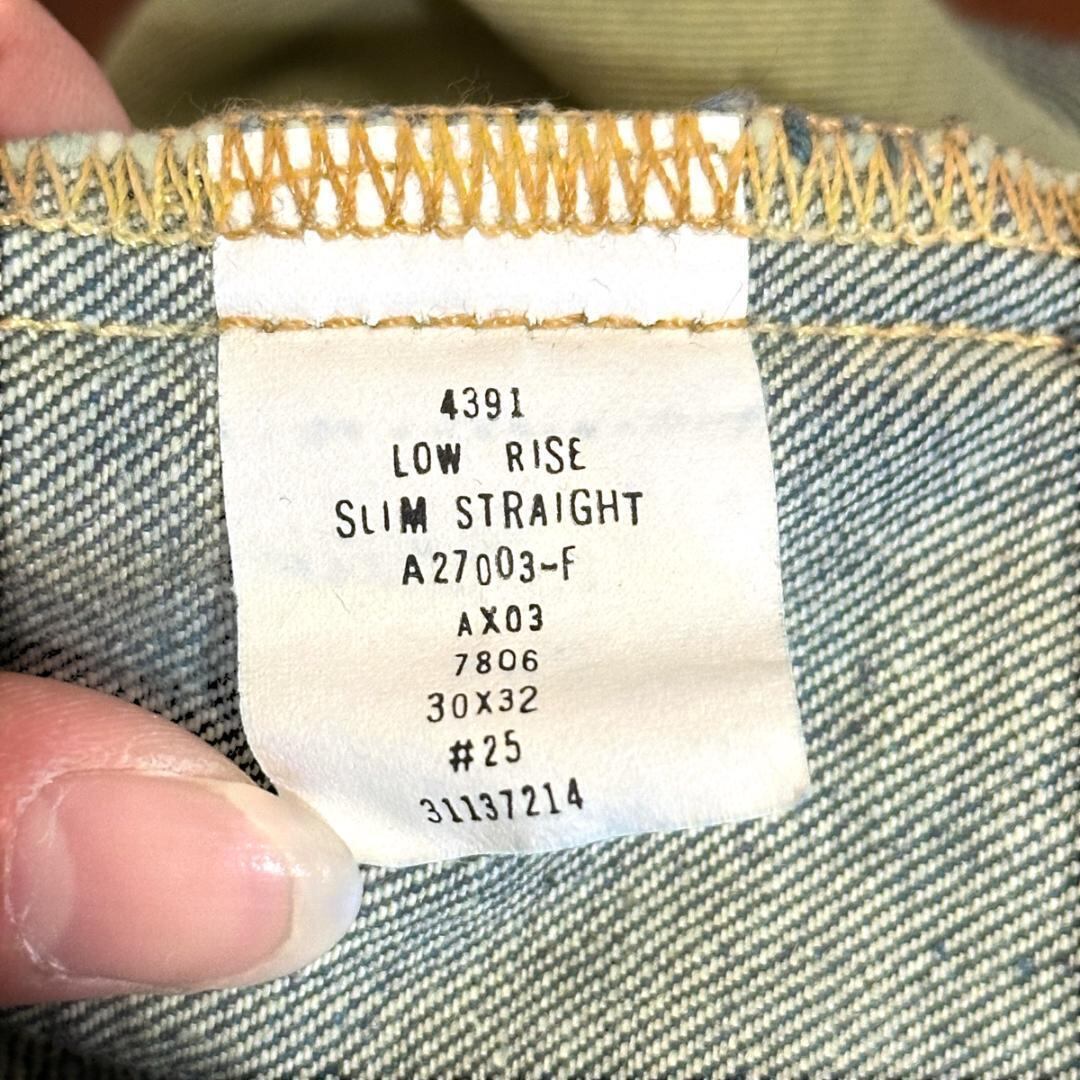 4391
LOW RISE
SLIM STRAIGHT
A27003-F
AX03
7806
30X32
#25
31137214